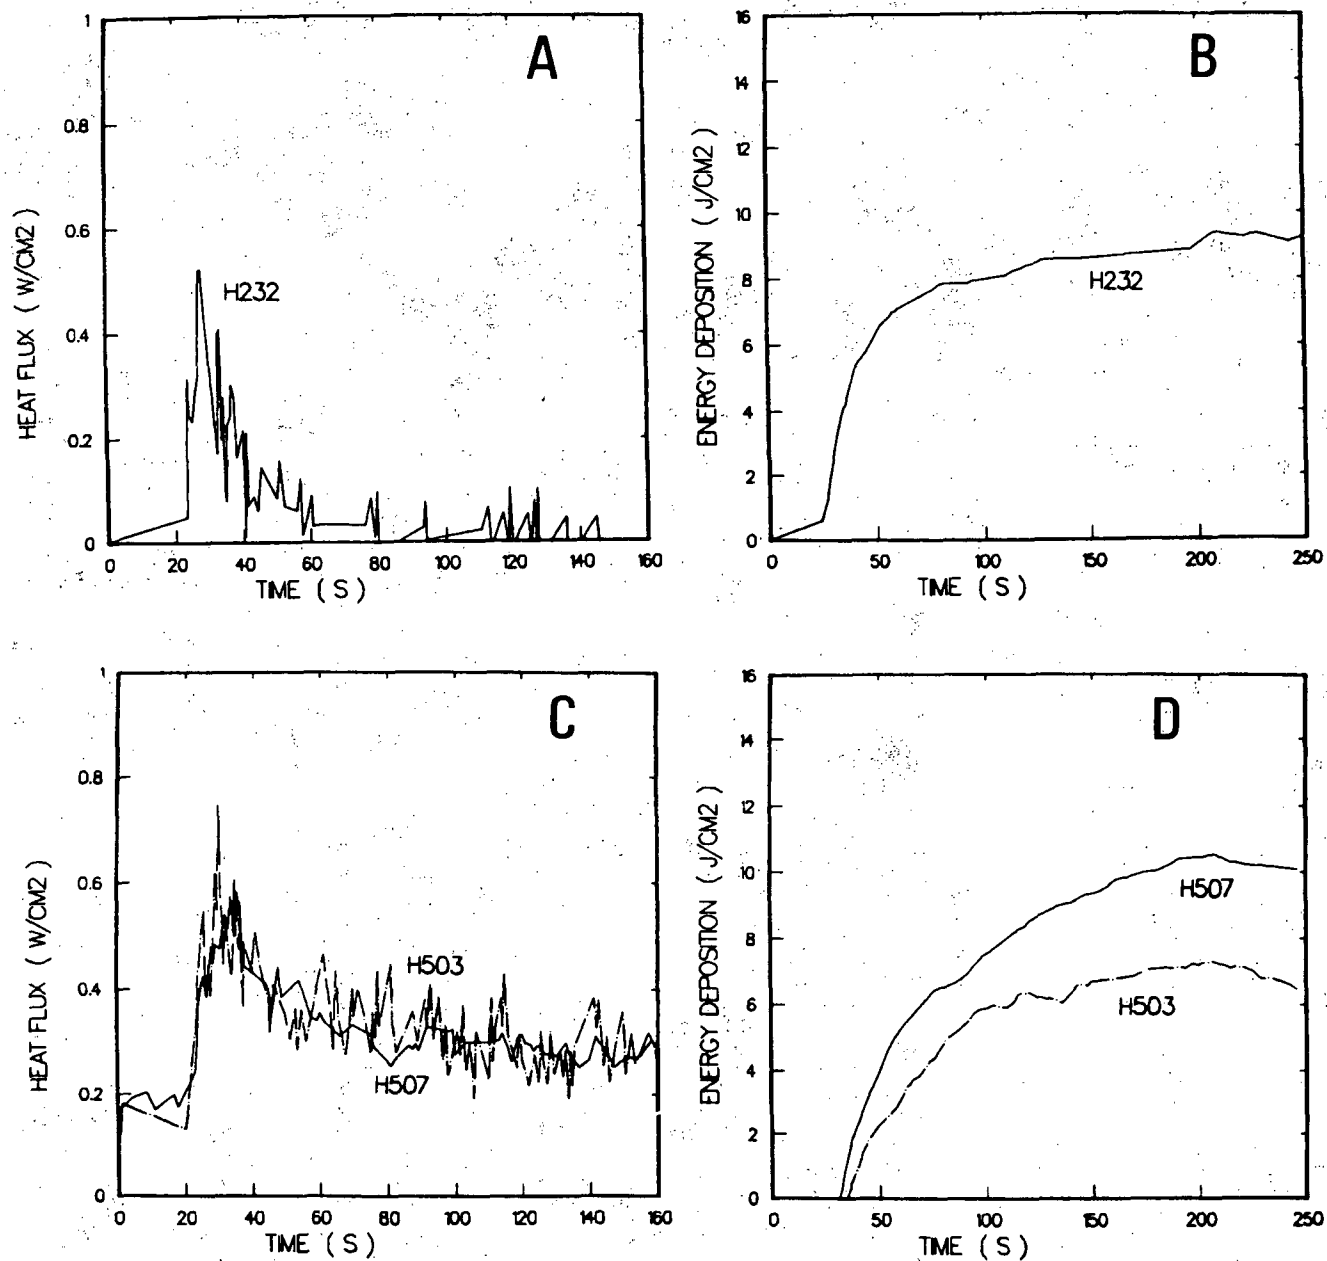 A
HEAT FLUX ( W/CM2)
1
0.8
0.6
0.4
0.2
0
H232
0 20 40 60 80 100 120 140 160
TIME ( S )
B
ENERGY DEPOSITION ( J/CM2)
16
14
12
10
8
6
4
2
0
H232
0 50 100 150 200 250
TIME ( S )
C
HEAT FLUX ( W/CM2)
1
0.8
0.6
0.4
0.2
0
H503
H507
0 20 40 60 80 100 120 140 160
TIME ( S )
D
ENERGY DEPOSITION ( J/CM2)
16
14
12
10
8
6
4
2
0
H507
H503
0 50 100 150 200 250
TIME ( S )